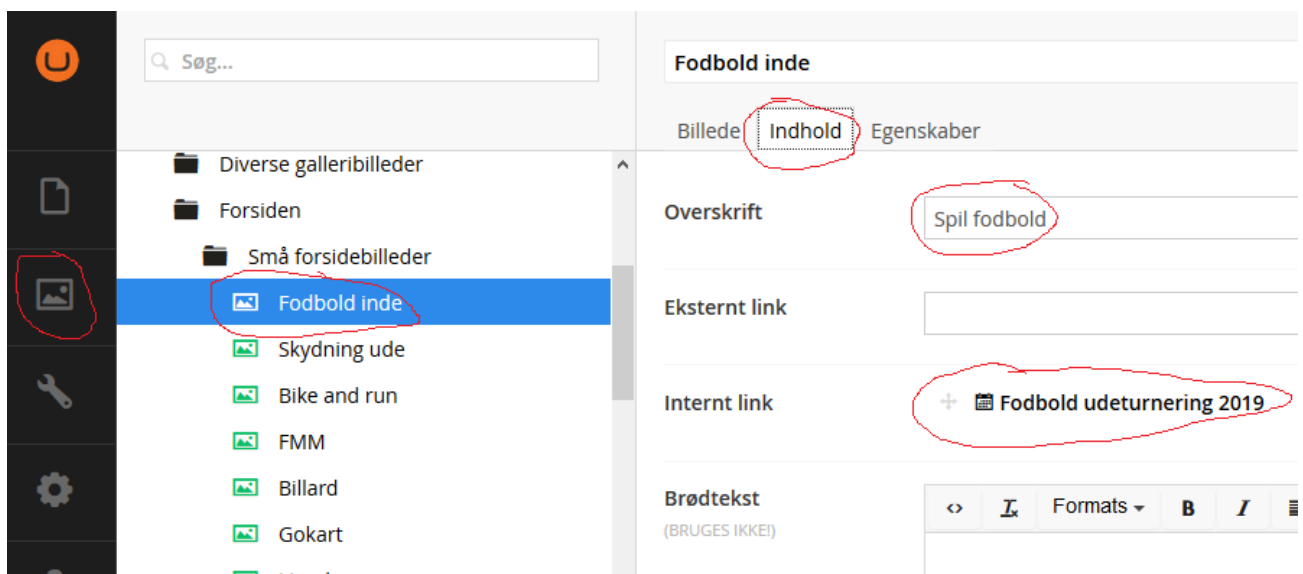 Søg...
Diverse galleribilleder
Forsiden
Små forsidebilleder
Fodbold inde
Skydning ude
Bike and run
FMM
Billard
Gokart
Fodbold inde
Billede Indhold Egenskaber
Overskrift Spil fodbold
Eksternt link
Internt link Fodbold udeturnering 2019
Brødtekst
(BRUGES IKKE!)
Formats B I